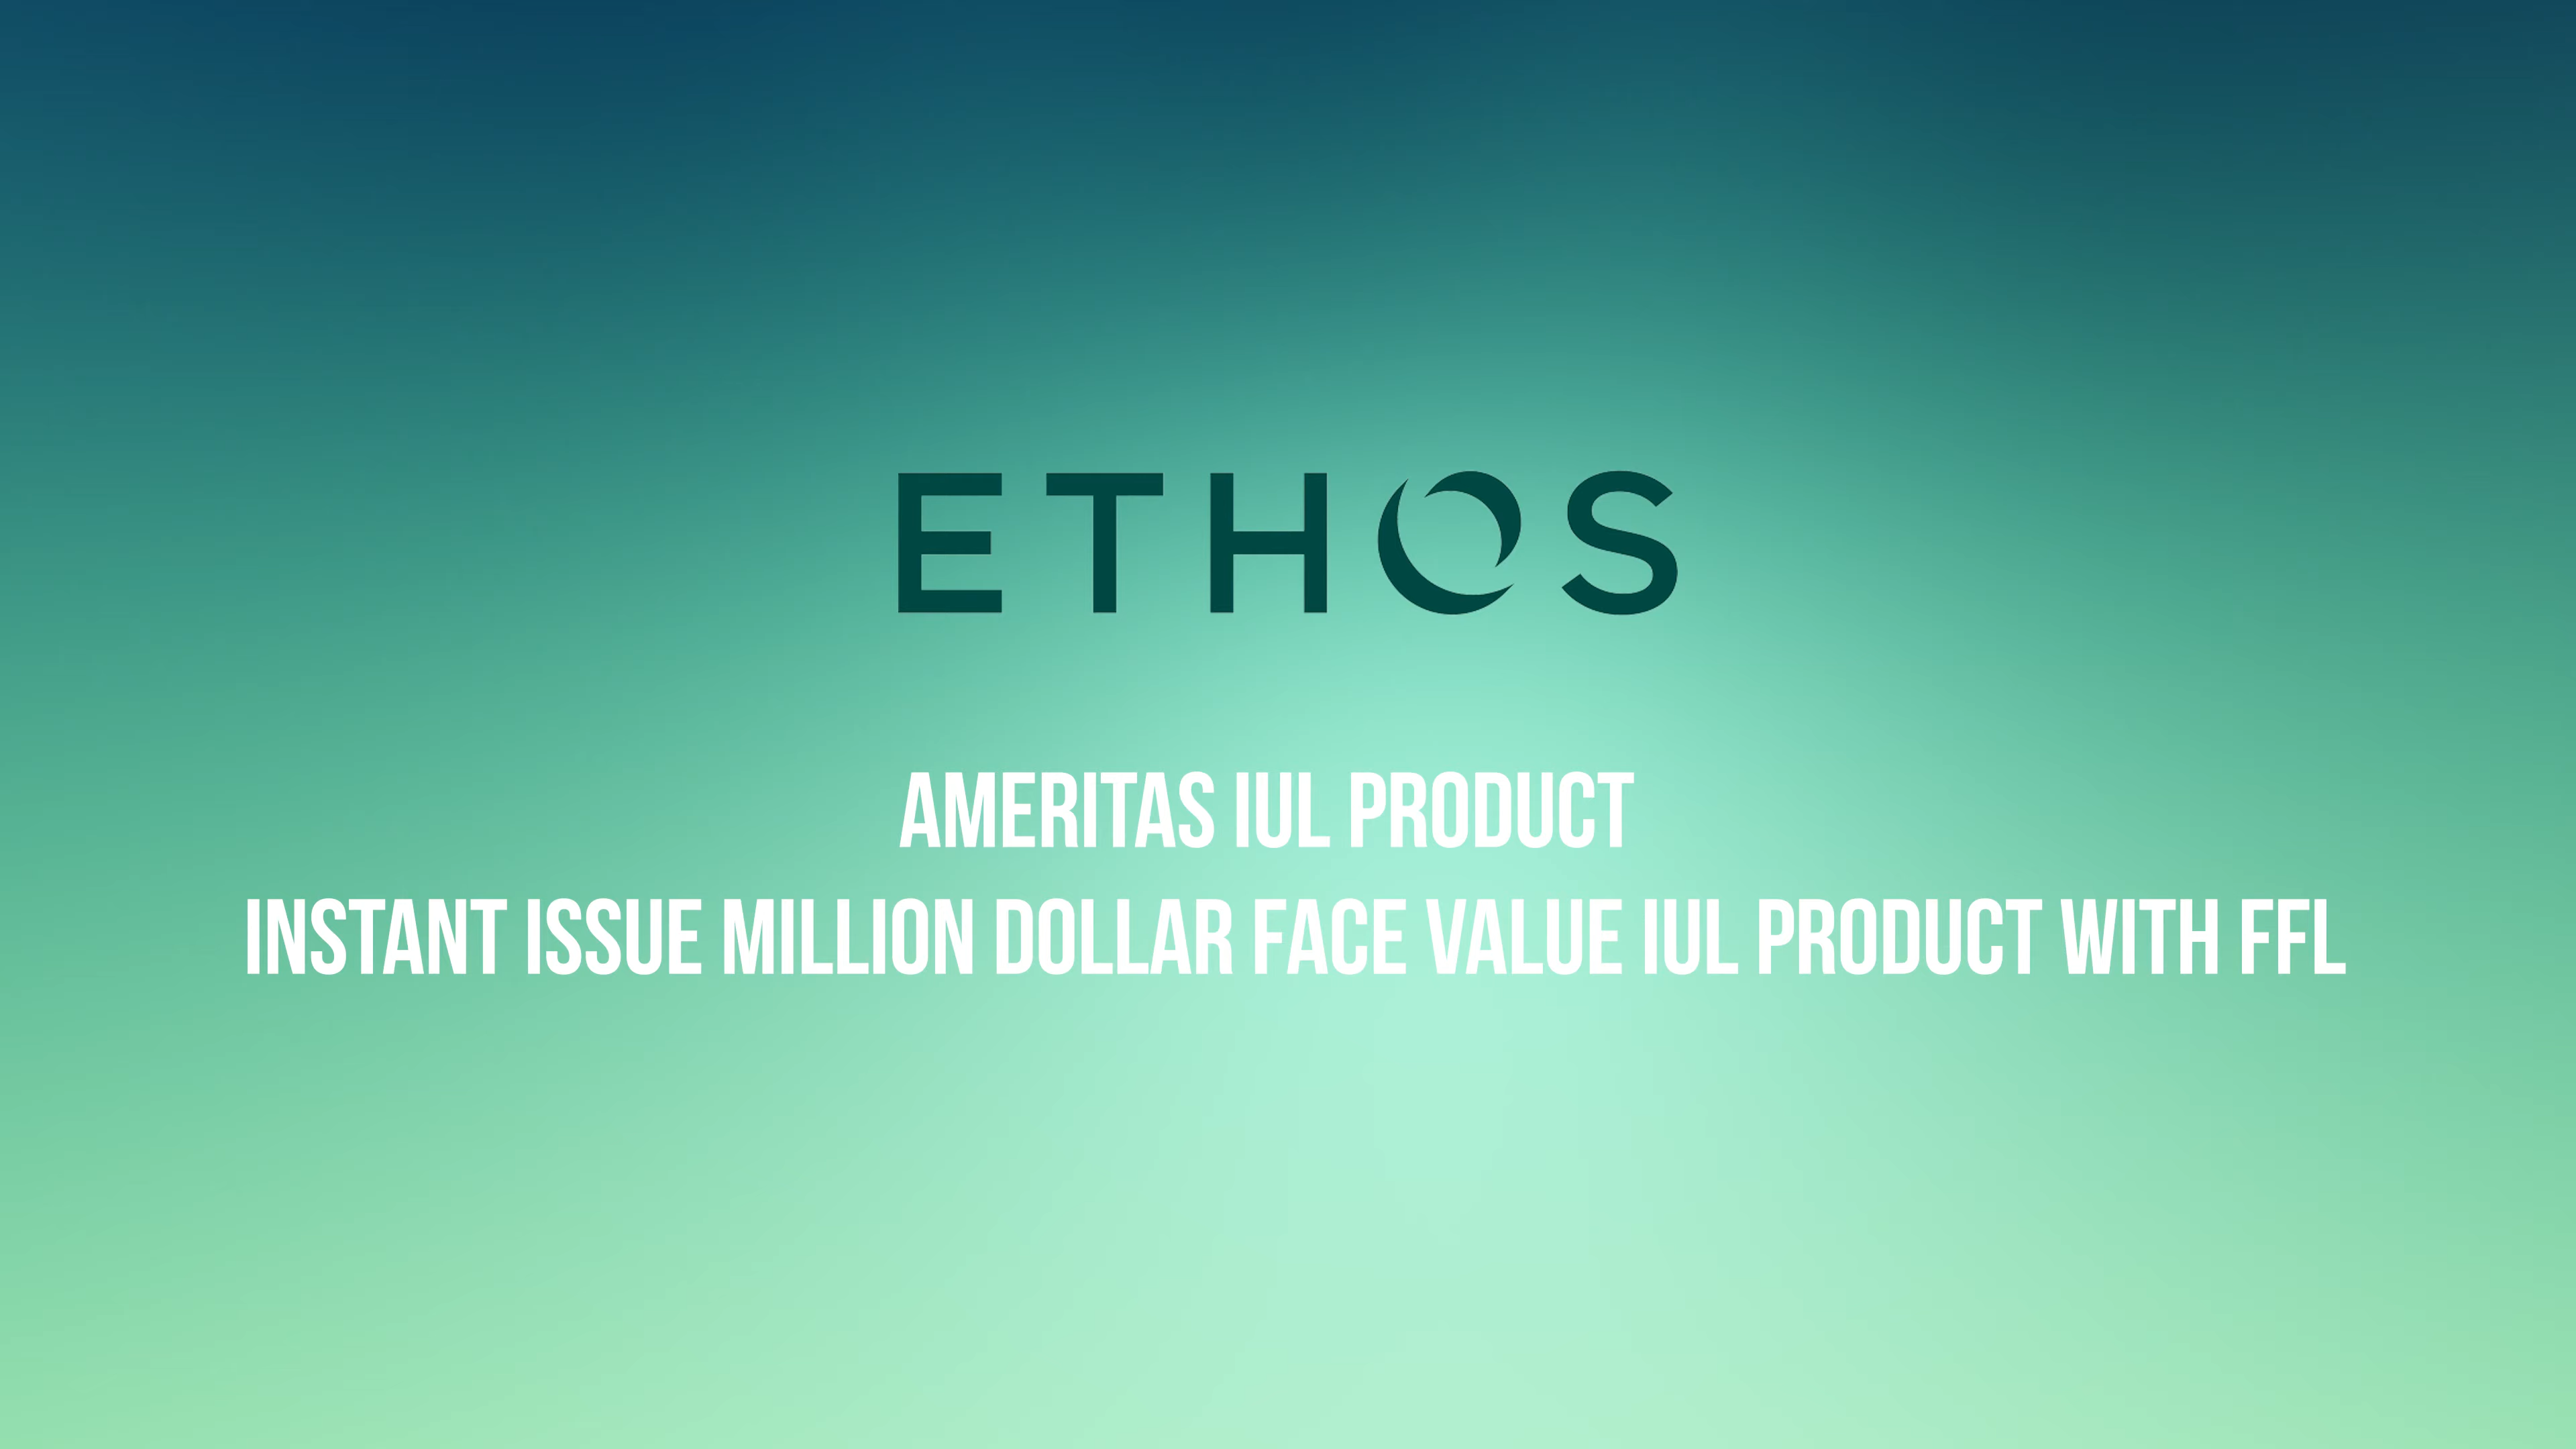 ETHOS
AMERITAS IUL PRODUCT
INSTANT ISSUE MILLION DOLLAR FACE VALUE IUL PRODUCT WITH FFL